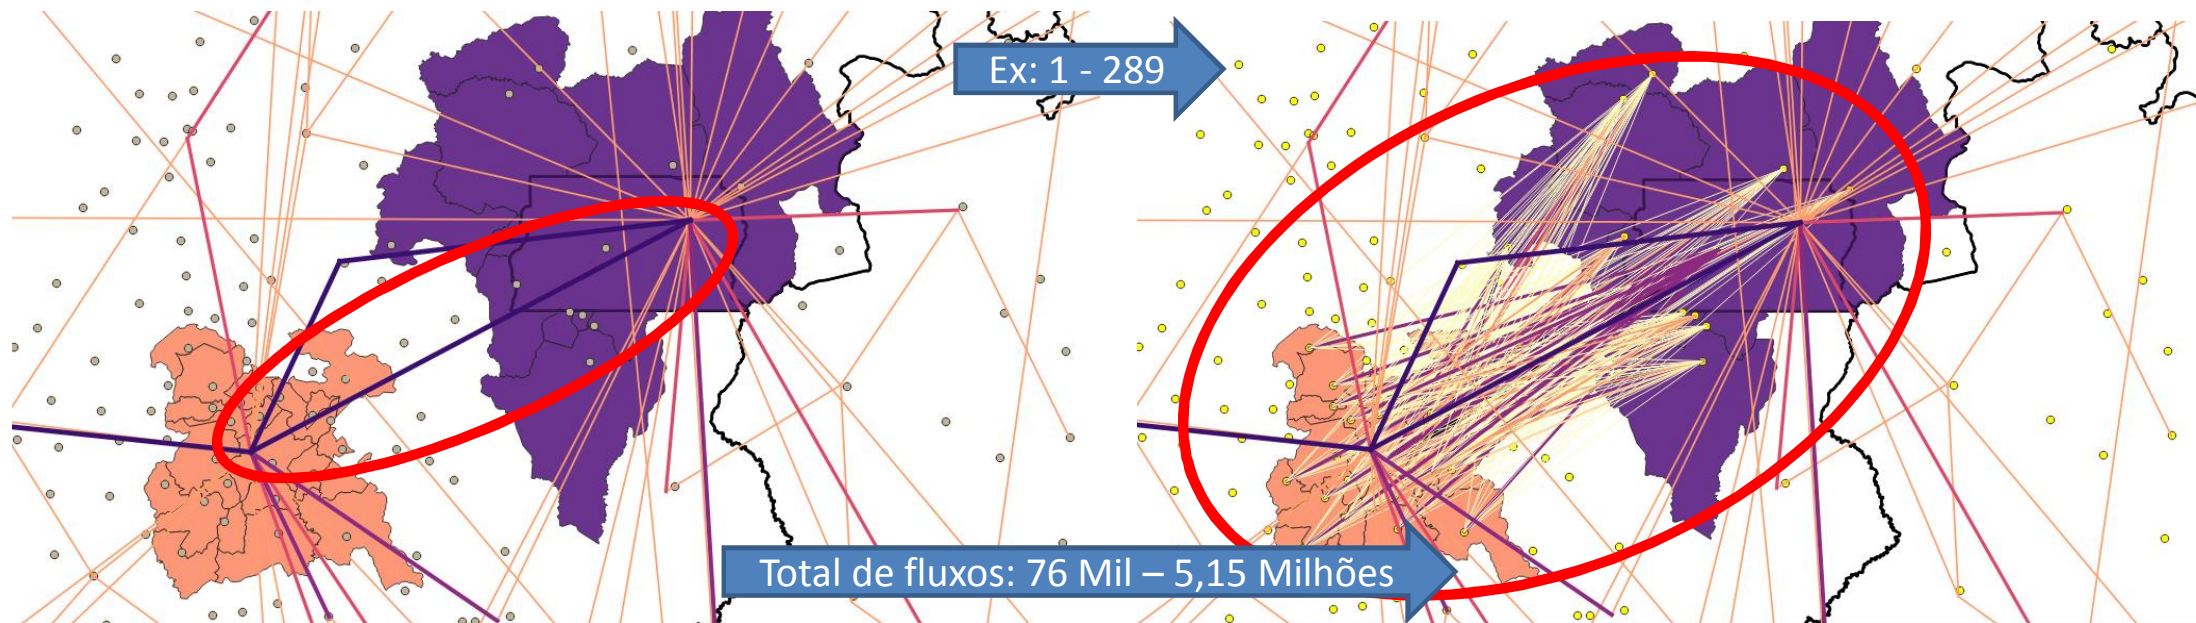 Ex: 1 - 289
Total de fluxos: 76 Mil – 5,15 Milhões